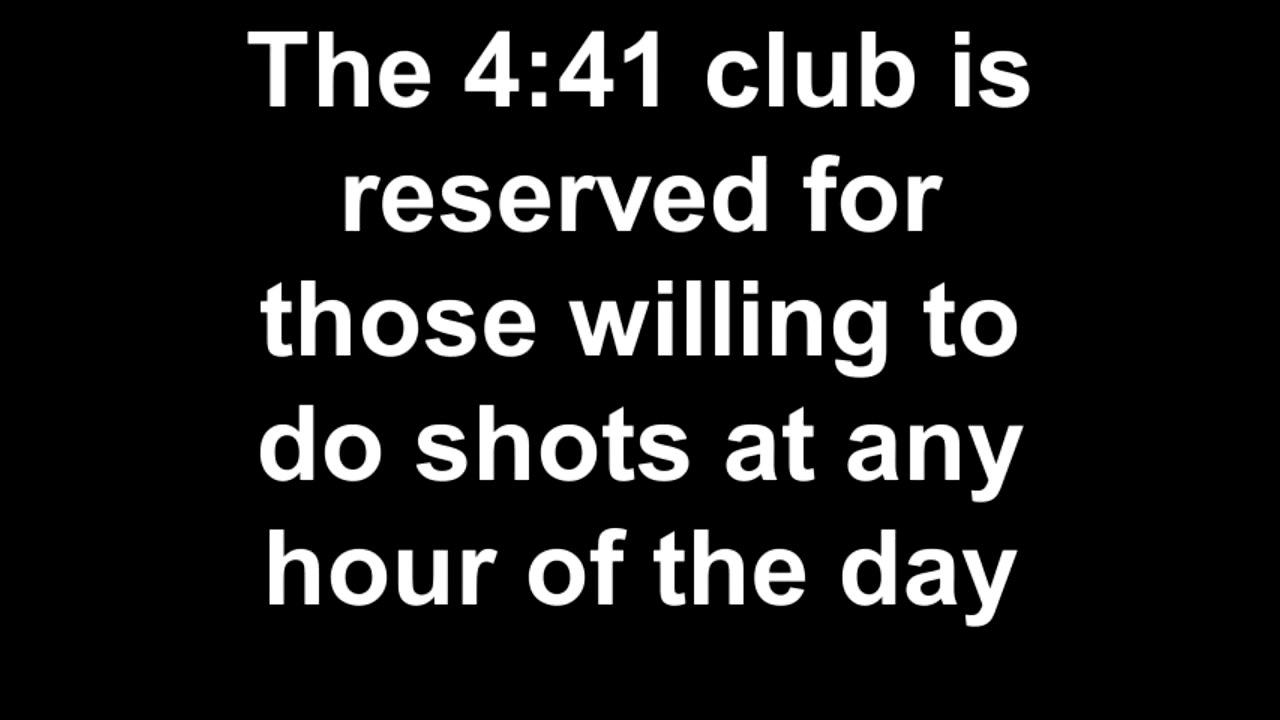 The 4:41 club is
reserved for
those willing to
do shots at any
hour of the day